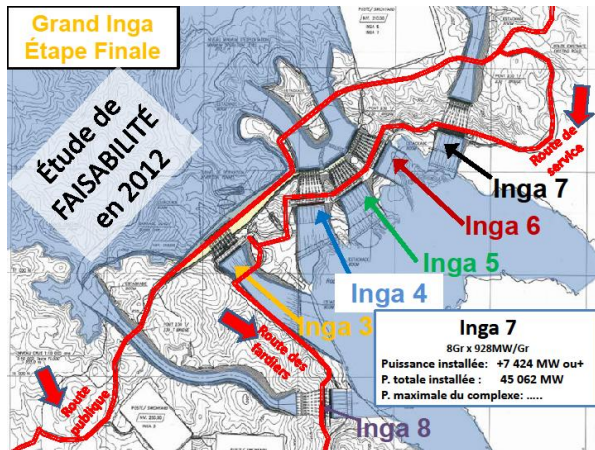 Grand Inga
Étape Finale
Étude de
FAISABILITÉ
en 2012
Route de
service
Inga 7
Inga 6
Inga 5
Inga 4
Inga 3
Route des
fardiers
Route
publique
Inga 8
Inga 7
8Gr x 928MW/Gr
Puissance installée: +7 424 MW ou+
P. totale installée : 45 062 MW
P. maximale du complexe: .....